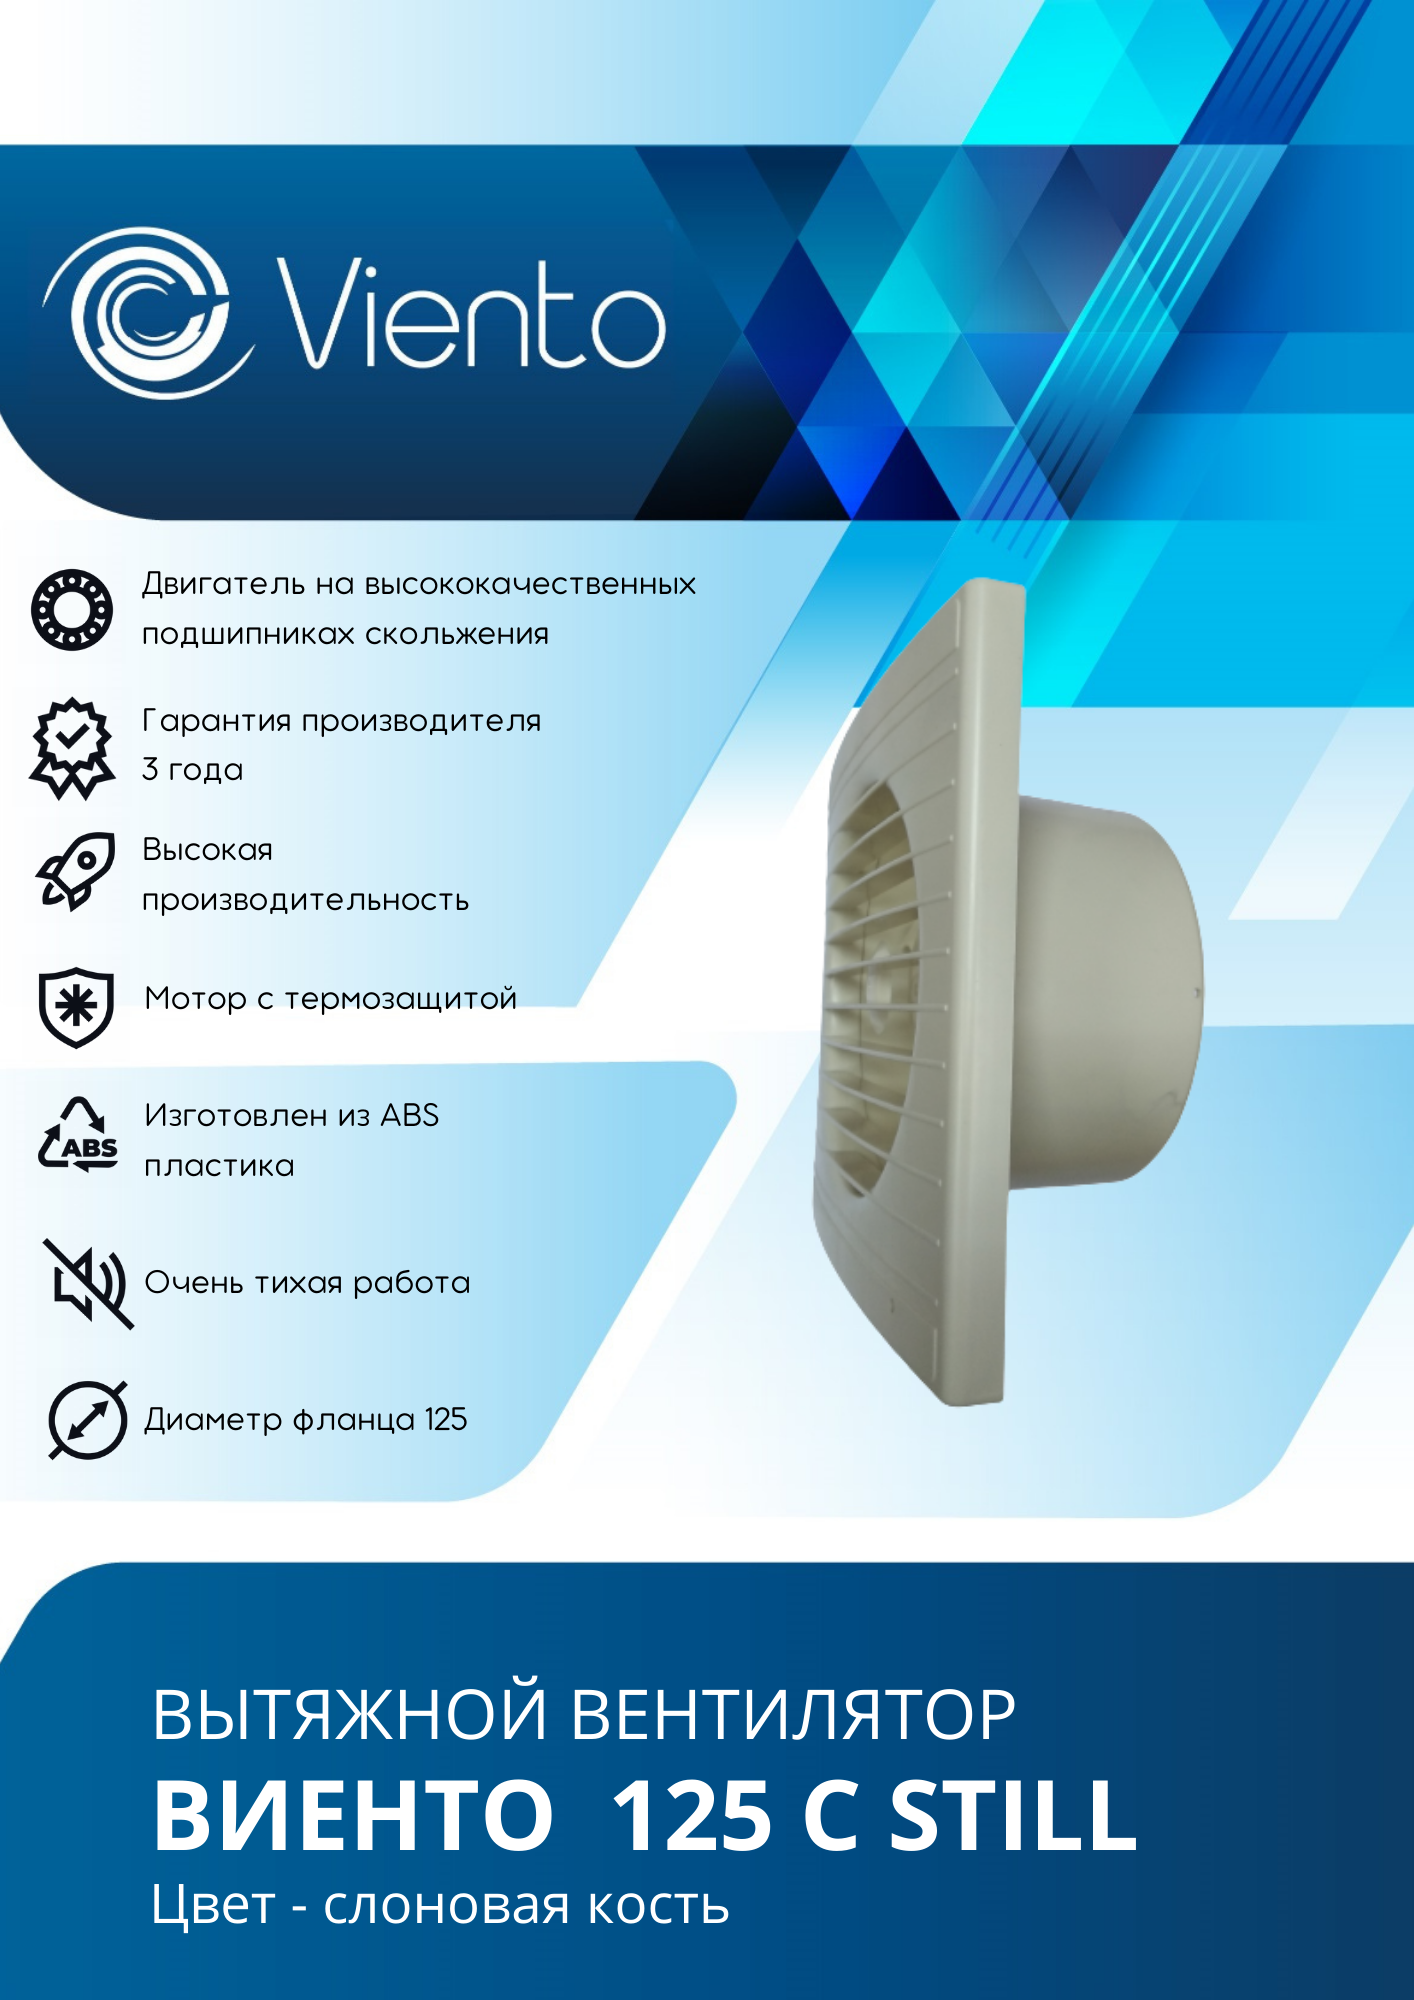 Viento
Двигатель на высококачественных
подшипниках скольжения
Гарантия производителя
3 года
Высокая
производительность
Мотор с термозащитой
Изготовлен из ABS
пластика
ABS
Очень тихая работа
Диаметр фланца 125
ВЫТЯЖНОЙ ВЕНТИЛЯТОР
ВИЕНТО 125 С STILL
Цвет - слоновая кость